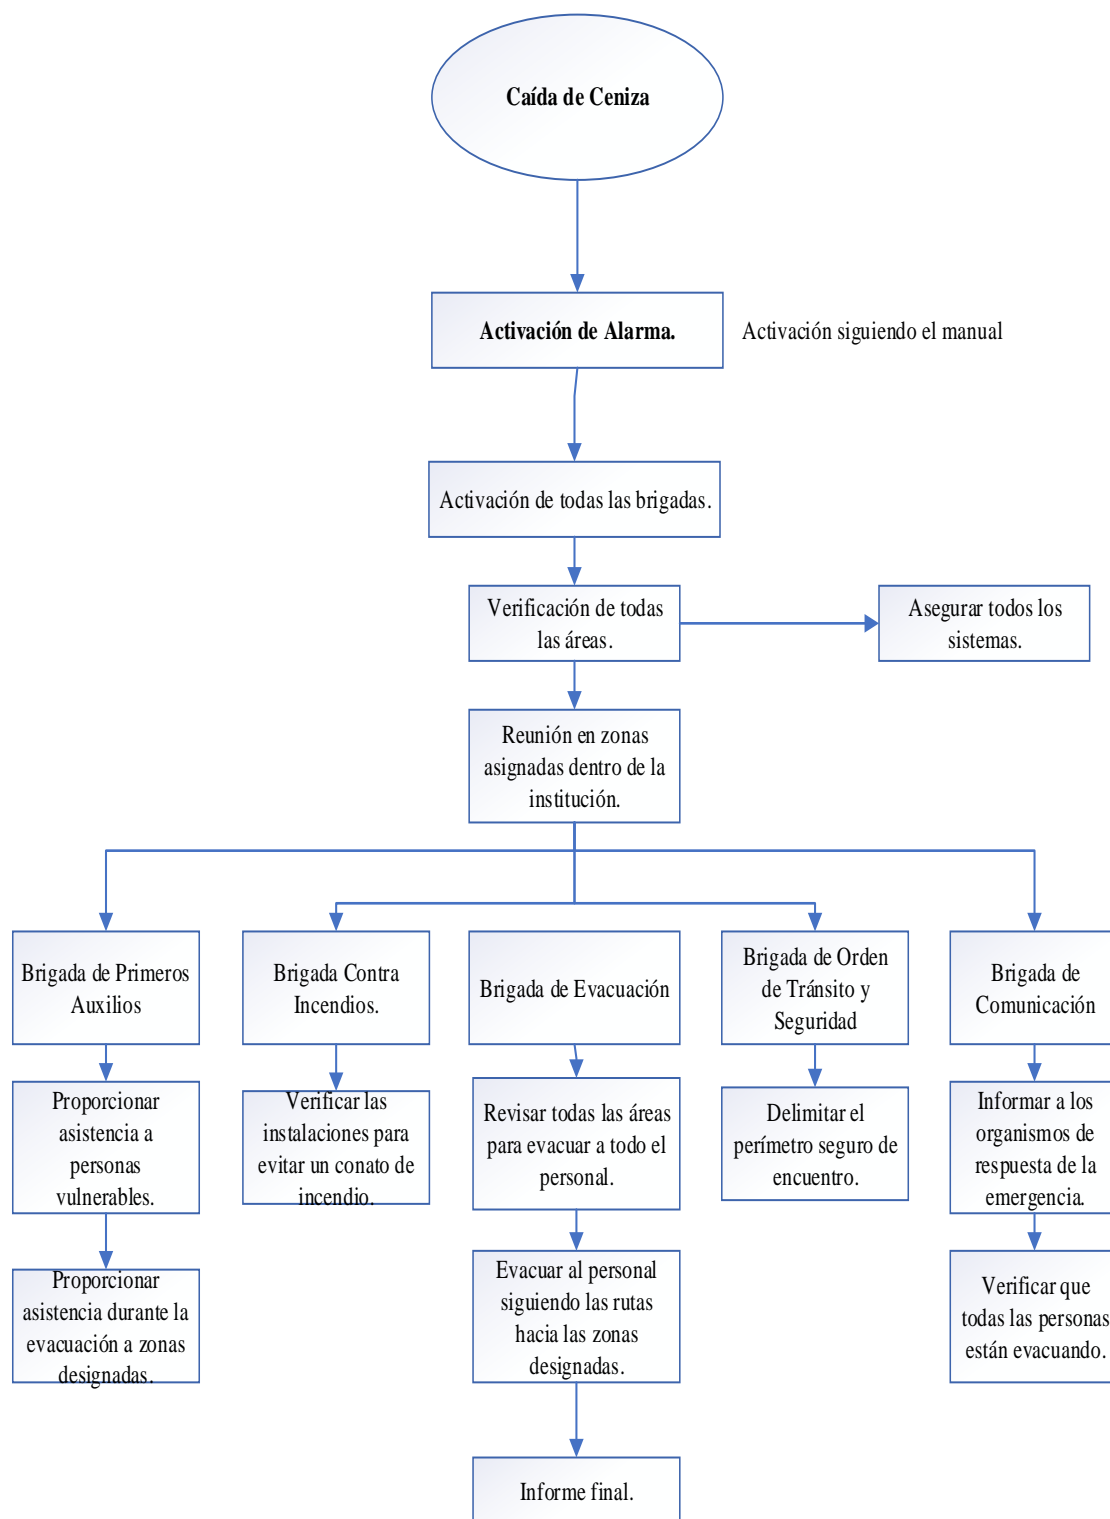 Caída de Ceniza
Activación de Alarma.
Activación siguiendo el manual
Activación de todas las brigadas.
Verificación de todas
las áreas.
Asegurar todos los
sistemas.
Reunión en zonas
asignadas dentro de la
institución.
Brigada de Primeros
Auxilios
Brigada Contra
Incendios.
Brigada de Evacuación
Brigada de Orden
de Tránsito y
Seguridad
Brigada de
Comunicación
Proporcionar
asistencia a
personas
vulnerables.
Verificar las
instalaciones para
evitar un conato de
incendio.
Revisar todas las áreas
para evacuar a todo el
personal.
Delimitar el
perímetro seguro de
encuentro.
Informar a los
organismos de
respuesta de la
emergencia.
Proporcionar
asistencia durante la
evacuación a zonas
designadas.
Evacuar al personal
siguiendo las rutas
hacia las zonas
designadas.
Verificar que
todas las personas
están evacuando.
Informe final.